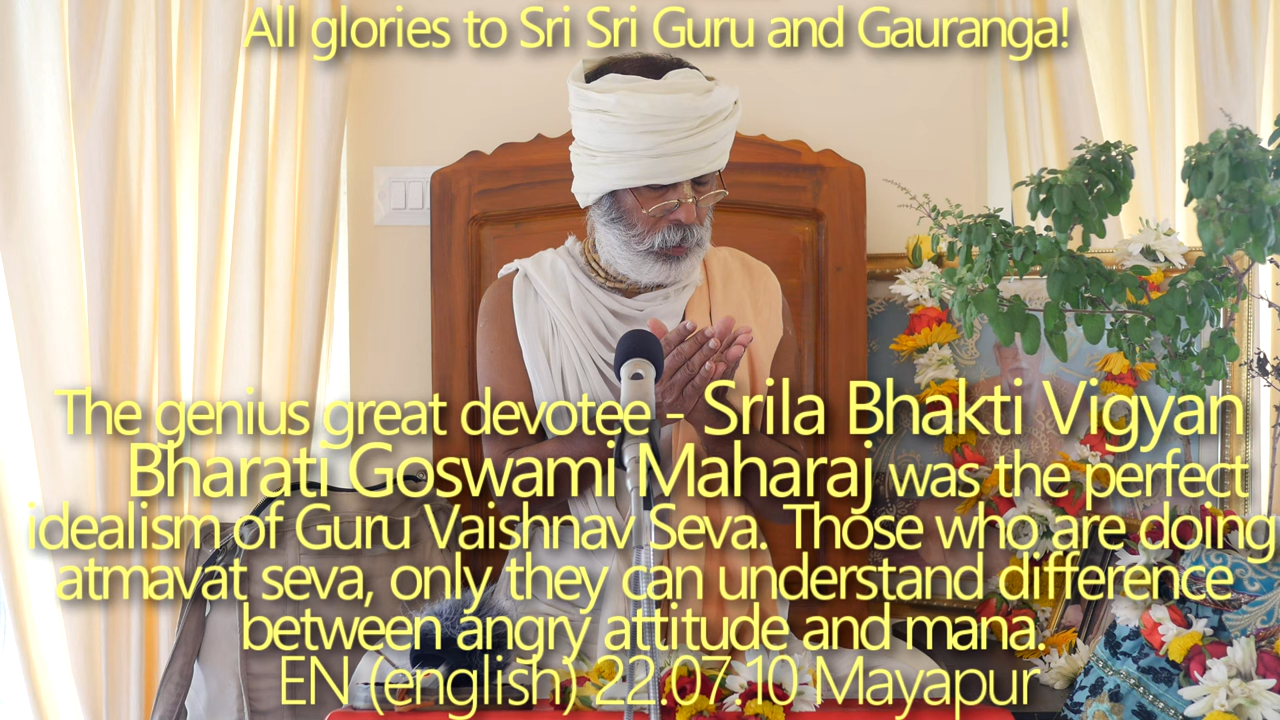 All glories to Sri Sri Guru and Gauranga!
The genius great devotee - Srila Bhakti Vigyan
Bharati Goswami Maharaj was the perfect
idealism of Guru Vaishnav Seva. Those who are doing
atmavat seva, only they can understand difference
between angry attitude and mana.
EN (english) 22.07.10 Mayapur